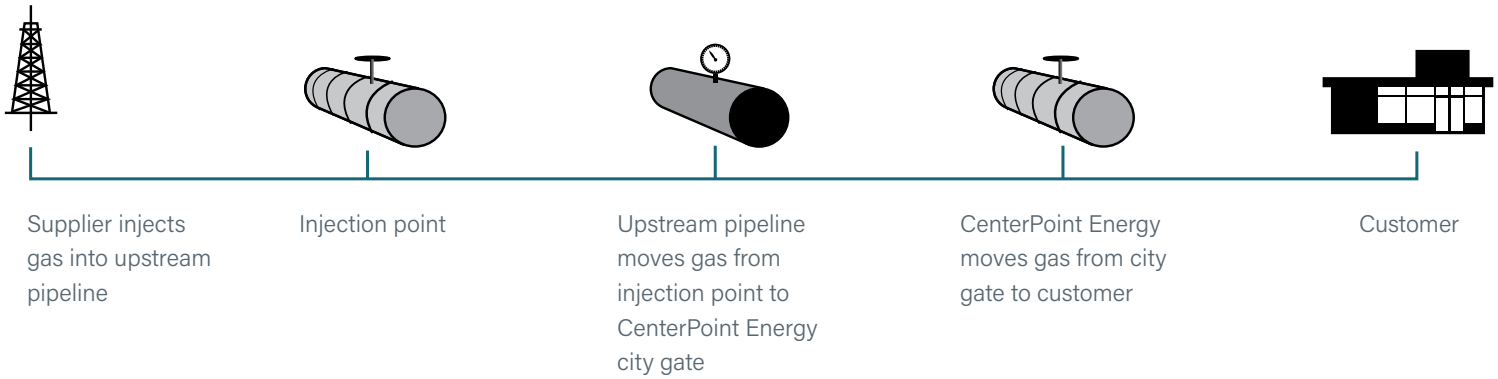 Supplier injects
gas into upstream
pipeline
Injection point
Upstream pipeline
moves gas from
injection point to
CenterPoint Energy
city gate
CenterPoint Energy
moves gas from city
gate to customer
Customer